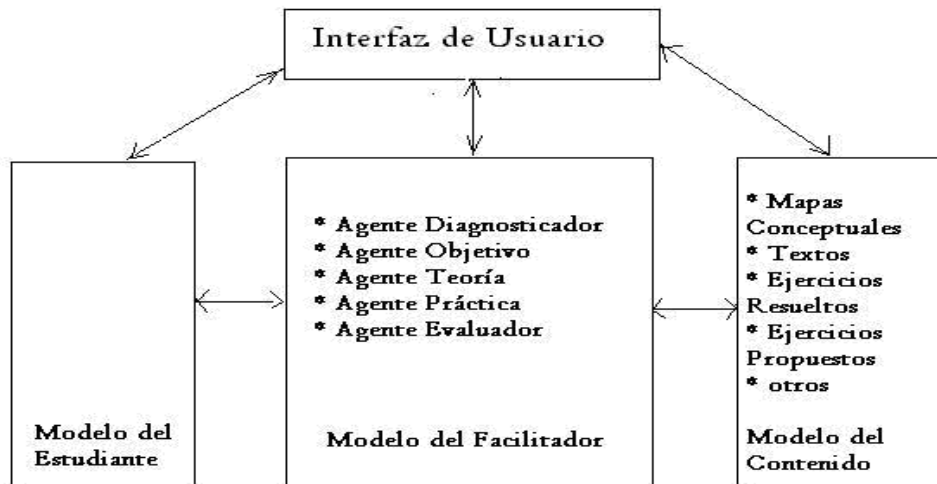 Interfaz de Usuario
* Agente Diagnosticador
* Agente Objetivo
* Agente Teoría
* Agente Práctica
* Agente Evaluador
* Mapas
Conceptuales
* Textos
* Ejercicios
Resueltos
* Ejercicios
Propuestos
* otros
Modelo del
Estudiante
Modelo del Facilitador
Modelo del
Contenido